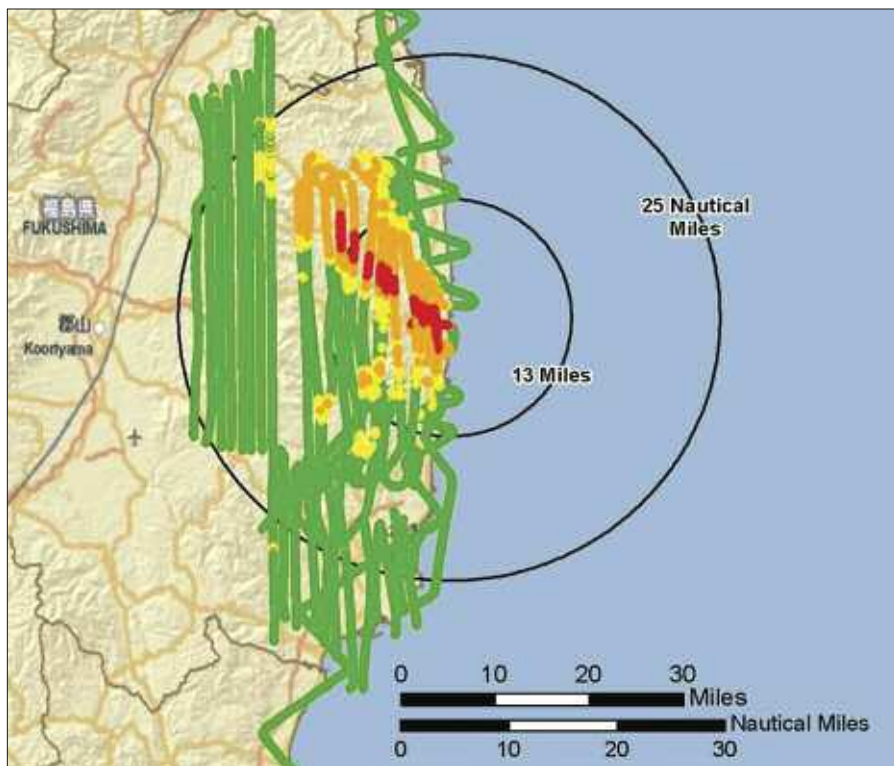 福島県
FUKUSHIMA
郡山
Kooriyama
25 Nautical
Miles
13 Miles
0 10 20 30
Miles
Nautical Miles
0 10 20 30